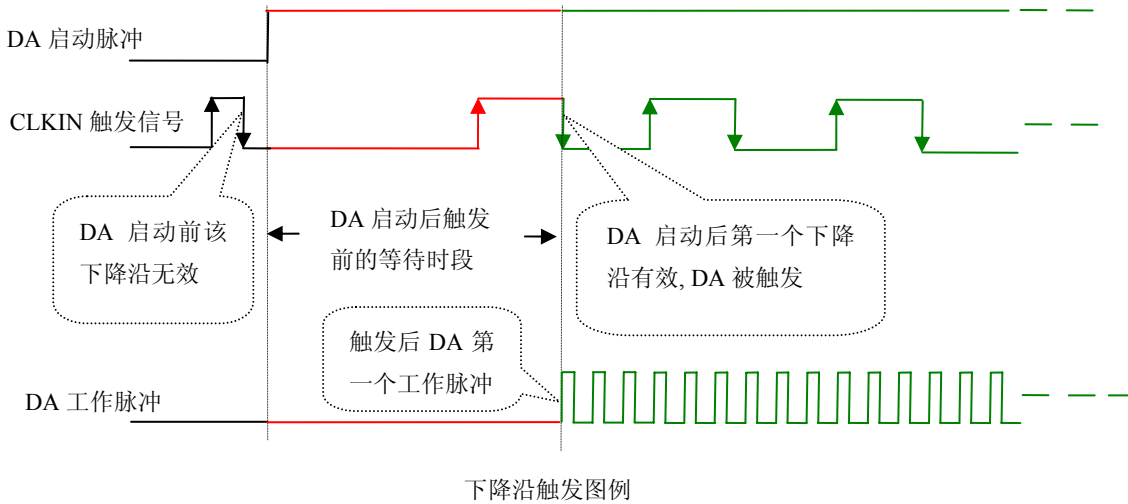 DA 启动脉冲
CLKIN 触发信号
DA 启动前该
下降沿无效
DA 启动后触发
前的等待时段
DA 启动后第一个下降
沿有效, DA 被触发
触发后 DA 第
一个工作脉冲
DA 工作脉冲
下降沿触发图例